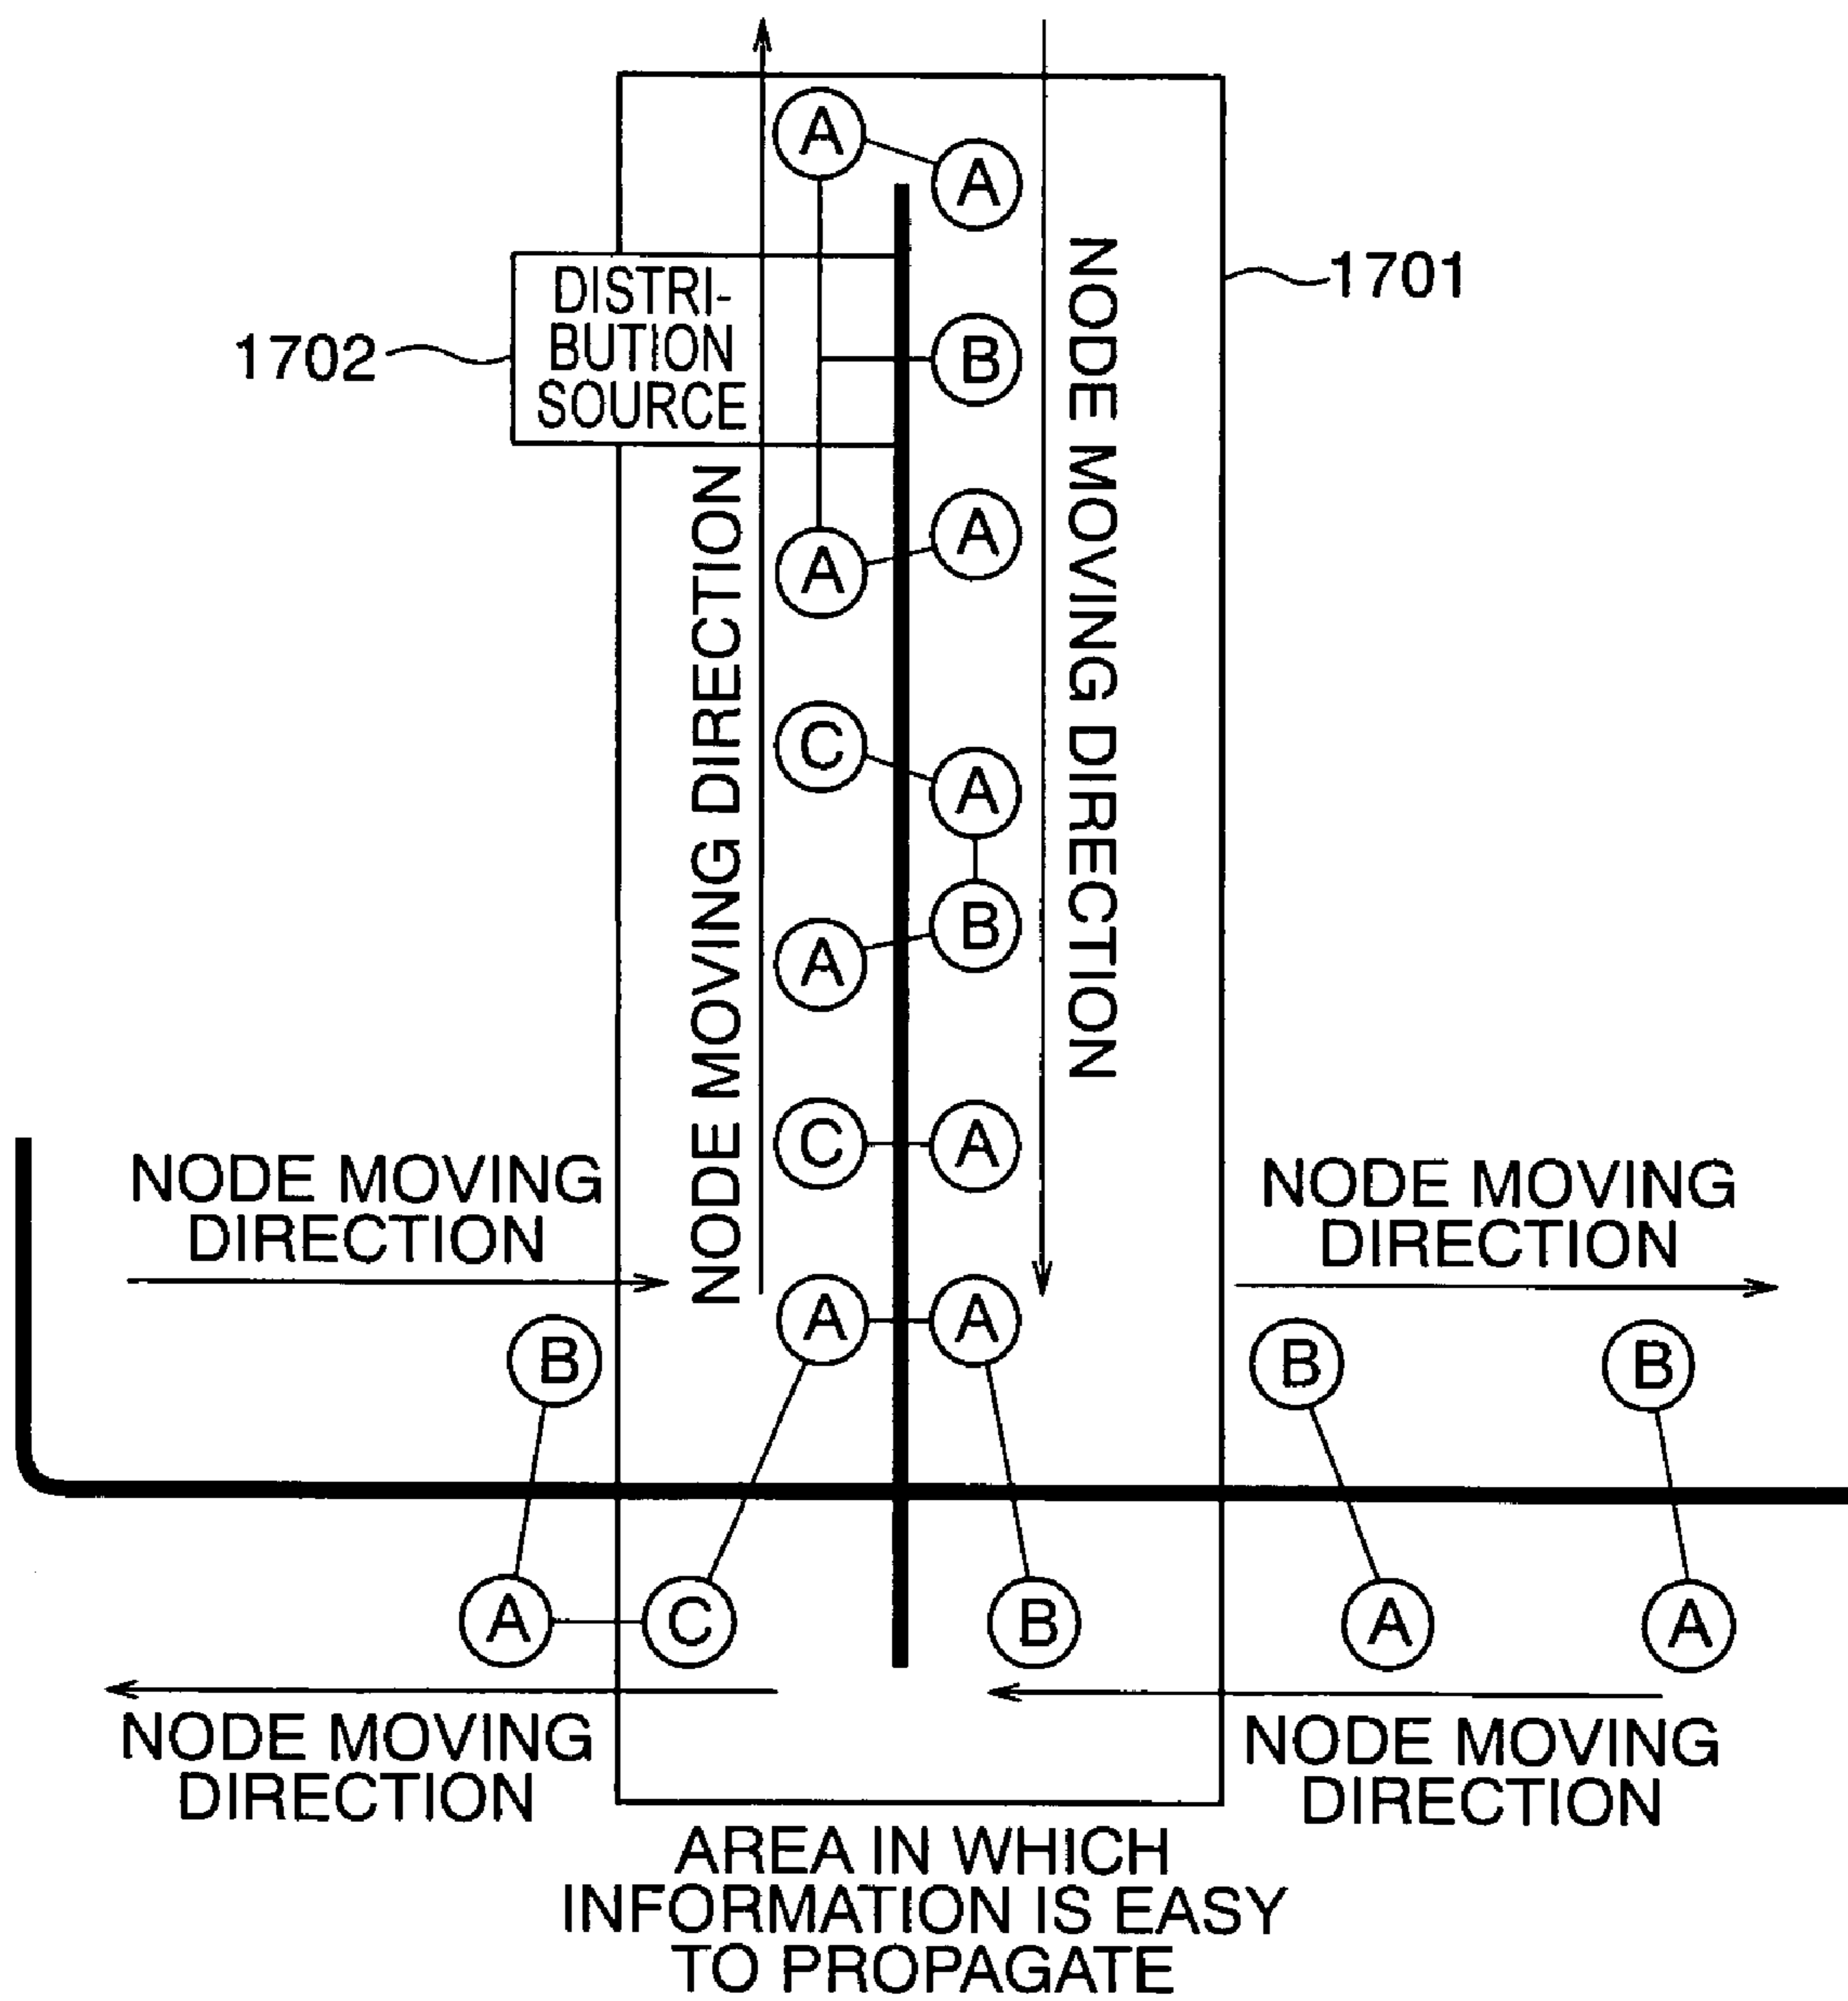 A
A
DISTRI-
BUTION
SOURCE
1701
1702
B
NODE MOVING DIRECTION
NODE MOVING DIRECTION
A
A
C
A
B
A
C
A
NODE MOVING
DIRECTION
NODE MOVING
DIRECTION
A
A
B
B
B
A
C
B
A
A
NODE MOVING
DIRECTION
NODE MOVING
DIRECTION
AREA IN WHICH
INFORMATION IS EASY
TO PROPAGATE